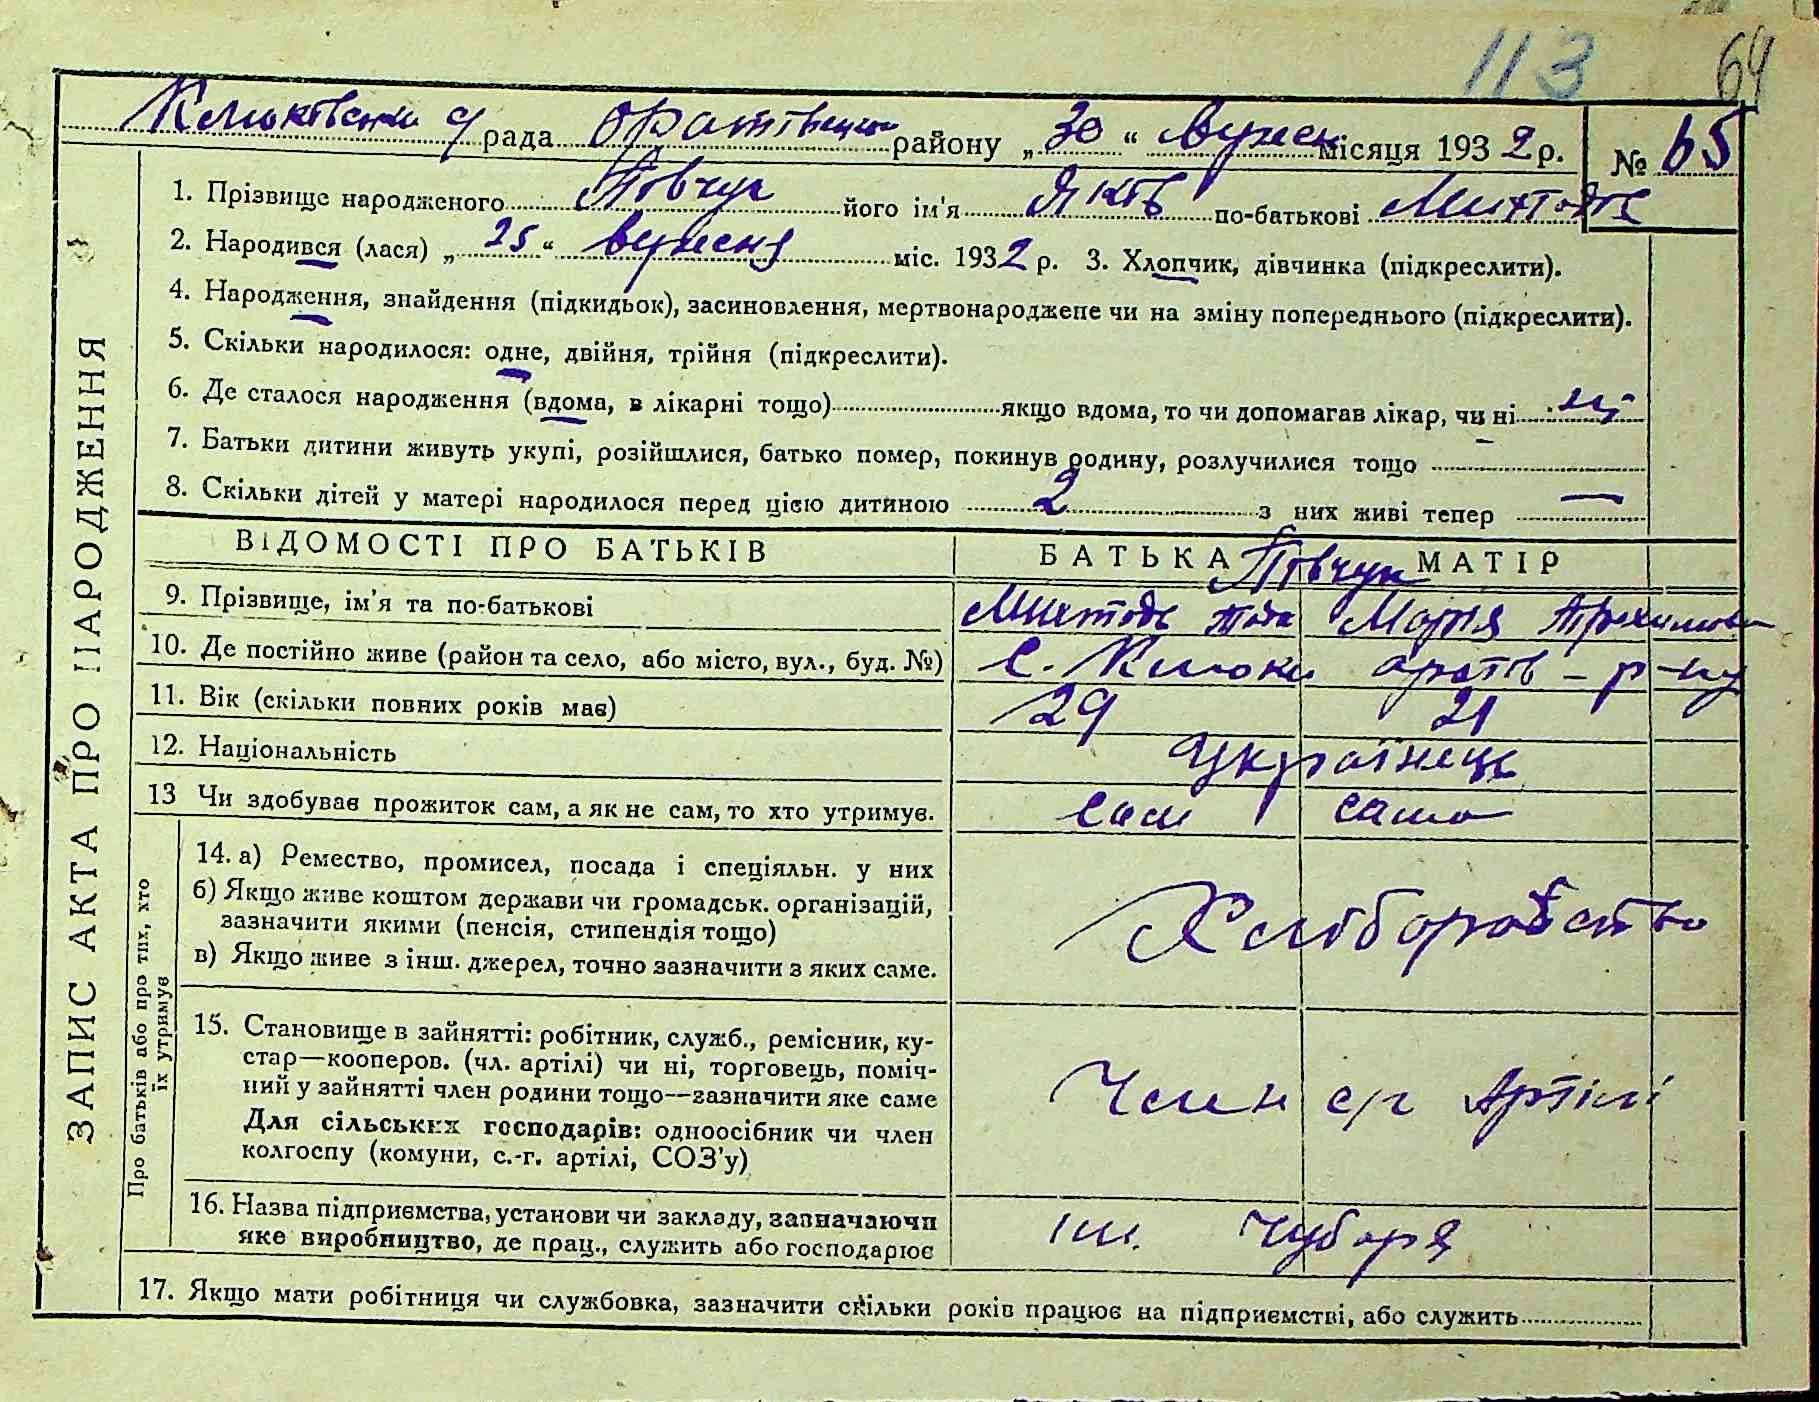 113 64
Клюківська с/рада Оратівського району „30“ Вересн місяця 1932 р. № 65
1. Прізвище народженого Повчук його ім'я Яків по-батькові
2. Народився (лася) „25“ вересня міс. 1932 р. 3. Хлопчик, дівчинка (підкреслити).
4. Народження, знайдення (підкидьок), засиновлення, мертвонароджене чи на зміну попереднього (підкреслити).
5. Скільки народилося: одне, двійня, трійня (підкреслити).
6. Де сталося народження (вдома, в лікарні тощо) якщо вдома, то чи допомагав лікар, чи ні ні
7. Батьки дитини живуть укупі, розійшлися, батько помер, покинув родину, розлучилися тощо
8. Скільки дітей у матері народилося перед цією дитиною 2 з них живі тепер —
ЗАПИС АКТА ПРО НАРОДЖЕННЯ
ВІДОМОСТІ ПРО БАТЬКІВ БАТЬКА МАТІР
Повчук
9. Прізвище, ім'я та по-батькові Марія
10. Де постійно живе (район та село, або місто, вул., буд. №) с. Клюки оратів – р-ну
11. Вік (скільки повних років має) 29 21
12. Національність Українець
13 Чи здобуває прожиток сам, а як не сам, то хто утримує. сам сама
Про батьків або про тих, хто
їх утримує
14. а) Ремество, промисел, посада і спеціяльн. у них
б) Якщо живе коштом держави чи громадськ. організацій,
зазначити якими (пенсія, стипендія тощо)
в) Якщо живе з інш. джерел, точно зазначити з яких саме.
Хліборобство
15. Становище в зайнятті: робітник, служб., ремісник, ку-
стар—кооперов. (чл. артілі) чи ні, торговець, поміч-
ний у зайнятті член родини тощо—зазначити яке саме
Для сільських господарів: одноосібник чи член
колгоспу (комуни, с.-г. артілі, СОЗ'у)
Член с/г Артілі
16. Назва підприємства, установи чи закладу, зазначаючи
яке виробництво, де прац., служить або господарює
ім. Чубаря
17. Якщо мати робітниця чи службовка, зазначити скільки років працює на підприємстві, або служить